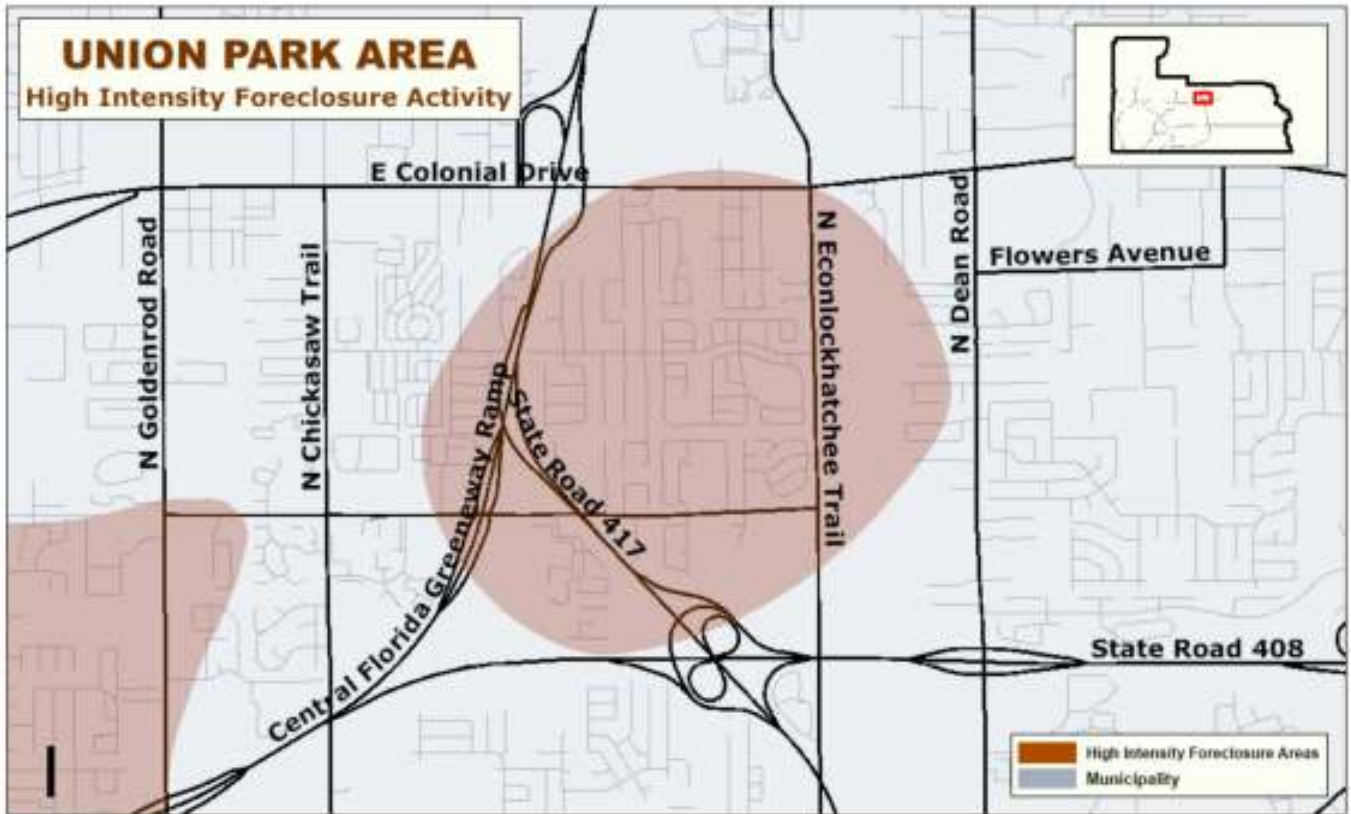 UNION PARK AREA
High Intensity Foreclosure Activity
E Colonial Drive
N Goldenrod Road
N Chickasaw Trail
Central Florida Greeneway Ramp
State Road 417
N Econlockhatchee Trail
N Dean Road
Flowers Avenue
State Road 408
High Intensity Foreclosure Areas
Municipality